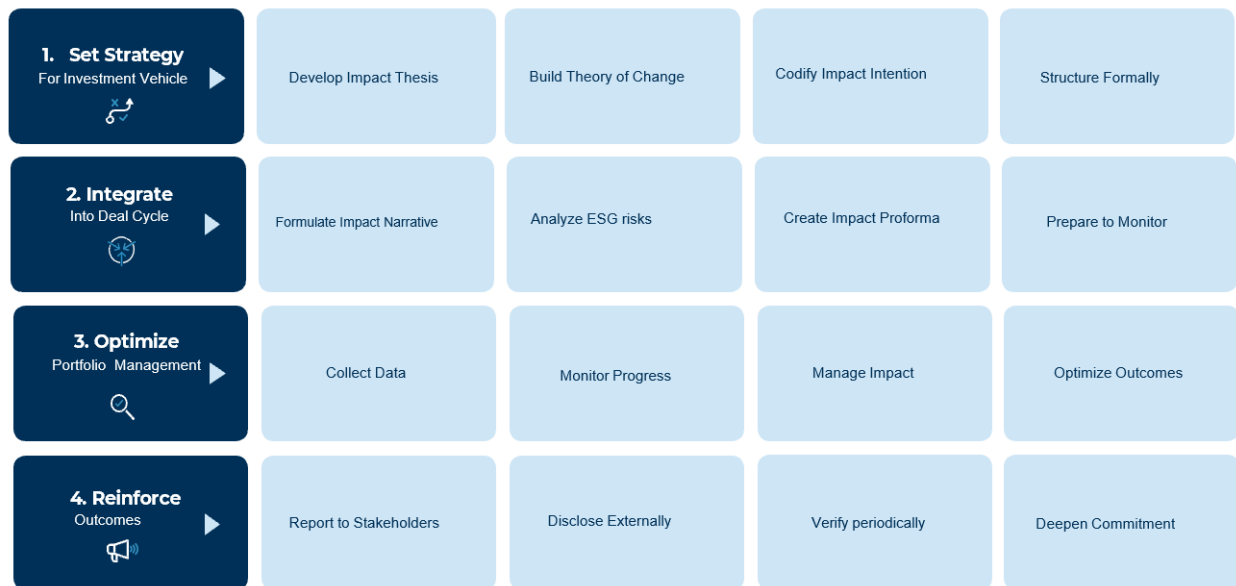 1. Set Strategy
For Investment Vehicle
Develop Impact Thesis
Build Theory of Change
Codify Impact Intention
Structure Formally
2. Integrate
Into Deal Cycle
Formulate Impact Narrative
Analyze ESG risks
Create Impact Proforma
Prepare to Monitor
3. Optimize
Portfolio Management
Collect Data
Monitor Progress
Manage Impact
Optimize Outcomes
4. Reinforce
Outcomes
Report to Stakeholders
Disclose Externally
Verify periodically
Deepen Commitment